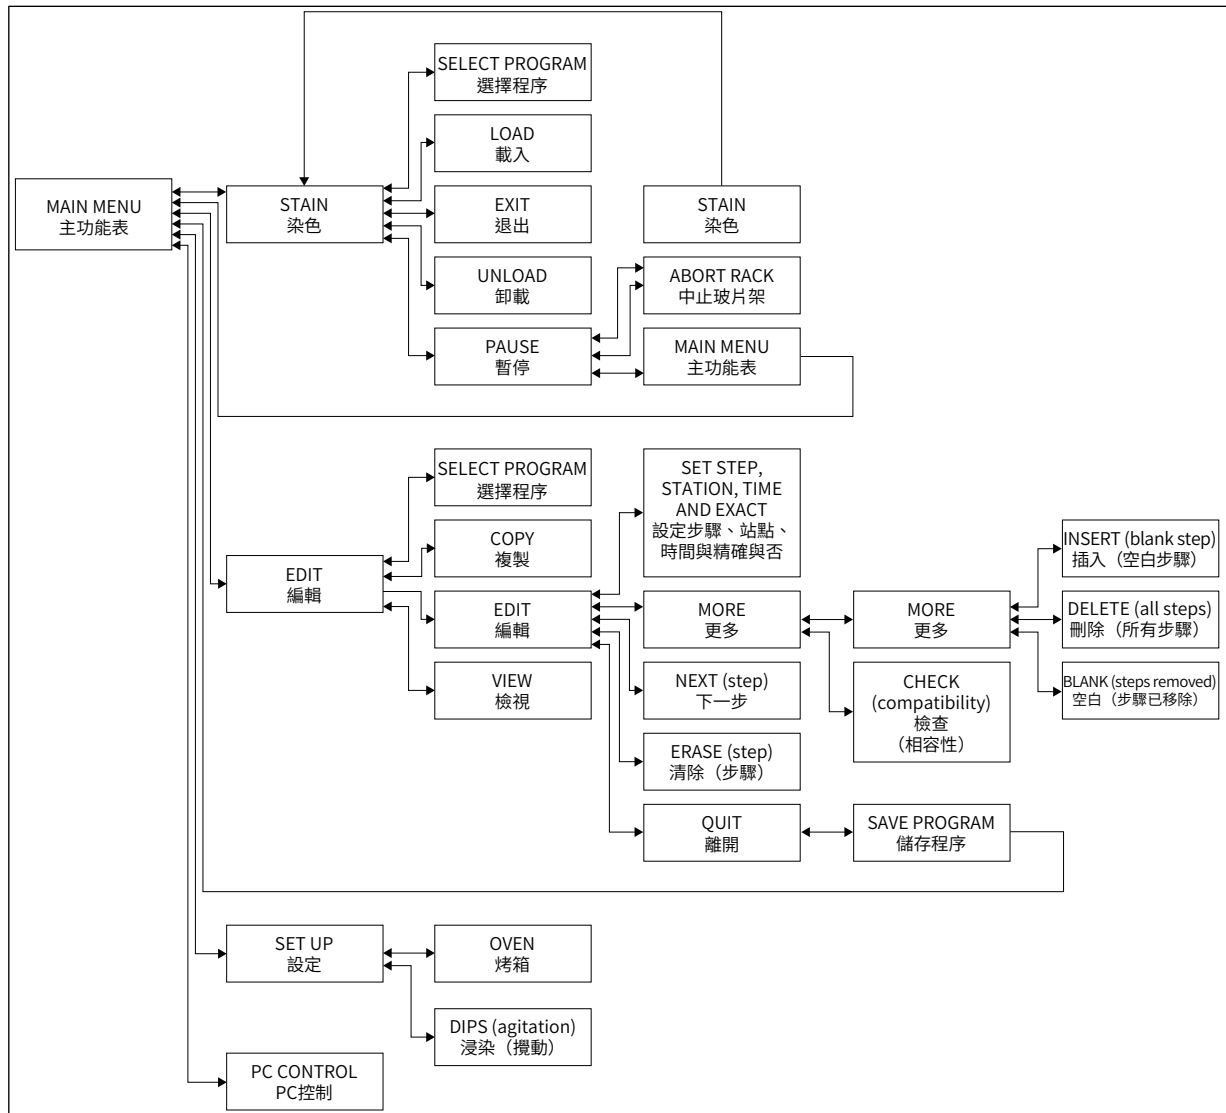 SELECT PROGRAM
選擇程序
LOAD
載入
MAIN MENU
主功能表
STAIN
染色
EXIT
退出
STAIN
染色
UNLOAD
卸載
ABORT RACK
中止玻片架
PAUSE
暫停
MAIN MENU
主功能表
SELECT PROGRAM
選擇程序
SET STEP,
STATION, TIME
AND EXACT
設定步驟、站點、
時間與精確與否
COPY
複製
INSERT (blank step)
插入（空白步驟）
EDIT
編輯
EDIT
編輯
MORE
更多
MORE
更多
DELETE (all steps)
刪除（所有步驟）
VIEW
檢視
NEXT (step)
下一步
CHECK
(compatibility)
檢查
（相容性）
BLANK (steps removed)
空白（步驟已移除）
ERASE (step)
清除（步驟）
QUIT
離開
SAVE PROGRAM
儲存程序
SET UP
設定
OVEN
烤箱
DIPS (agitation)
浸染（攪動）
PC CONTROL
PC控制